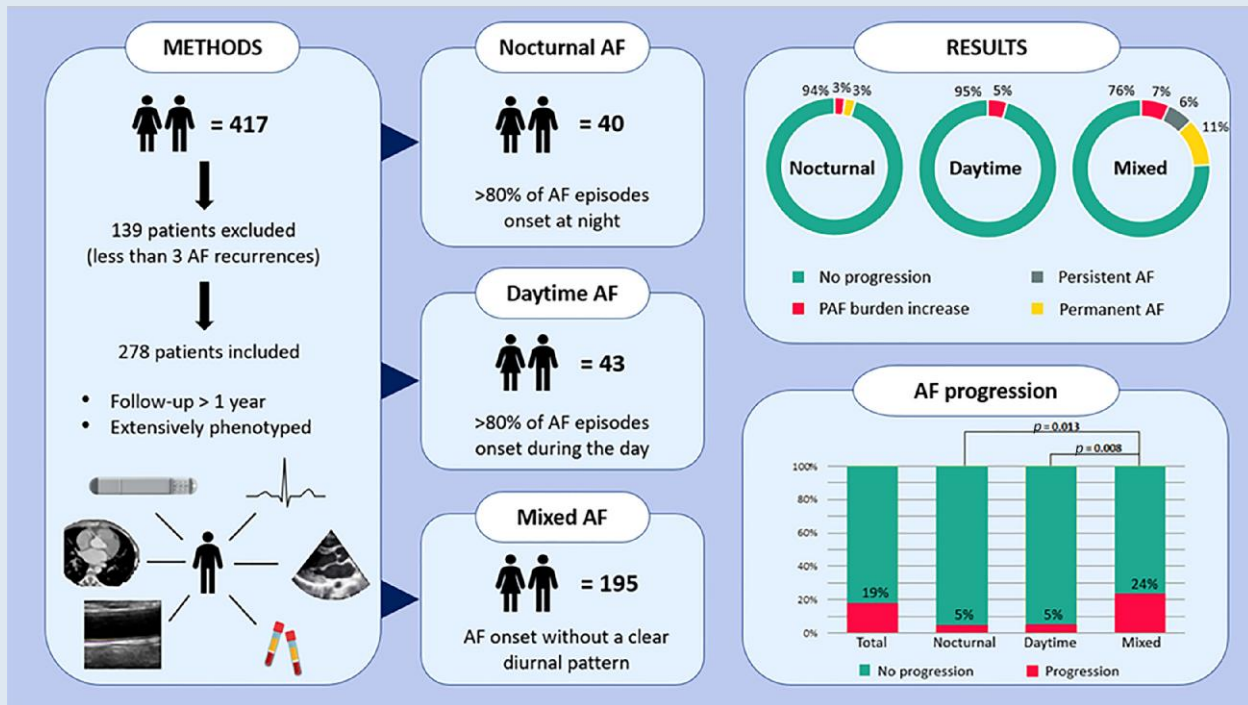 METHODS
= 417
139 patients excluded
(less than 3 AF recurrences)
278 patients included
• Follow-up > 1 year
• Extensively phenotyped
Nocturnal AF
= 40
>80% of AF episodes
onset at night
Daytime AF
= 43
>80% of AF episodes
onset during the day
Mixed AF
= 195
AF onset without a clear
diurnal pattern
RESULTS
94% 3% 3%
Nocturnal
95% 5%
Daytime
76% 7% 6% 11%
Mixed
No progression
Persistent AF
PAF burden increase
Permanent AF
AF progression
p = 0.013
p = 0.008
100%
80%
60%
40%
20%
0%
19%
5%
5%
24%
Total Nocturnal Daytime Mixed
No progression Progression